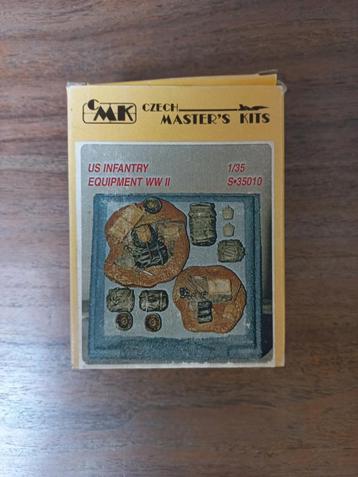 CMK
CZECH
MASTER'S KITS
US INFANTRY
EQUIPMENT WW II
1/35
S•35010